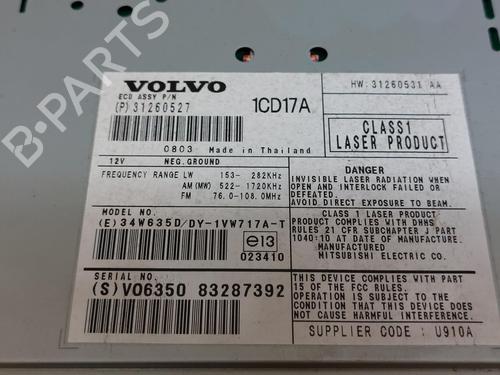 VOLVO
ECU ASSY P/N
(P) 31260527
1CD17A
HW: 31260531 AA
CLASS1
LASER PRODUCT
0803 Made in Thailand
12V NEG.GROUND
FREQUENCY RANGE LW 153- 282KHz
AM (MW) 522-1720KHz
FM 76.0-108.0MHz
DANGER
INVISIBLE LASER RADIATION WHEN
OPEN AND INTERLOCK FAILED OR
DEFEATED.
AVOID DIRECT EXPOSURE TO BEAM.
MODEL NO.
(E) 34W635D/DY-1VW717A-T
e13
023410
CLASS 1 LASER PRODUCT
PRODUCT COMPLIES WITH DHHS
RULES 21 CFR SUBCHAPTER J PART
1040:10 AT DATE OF MANUFACTURE.
MANUFACTURED
MITSUBISHI ELECTRIC CO.
SERIAL NO.
(S) V06350 83287392
THIS DEVICE COMPLIES WITH PART
15 OF THE FCC RULES.
OPERATION IS SUBJECT TO THE
CONDITION THAT THIS DEVICE DOES
NOT CAUSE HARMFUL INTERFERENCE.
SUPPLIER CODE : U910A
B-PARTS